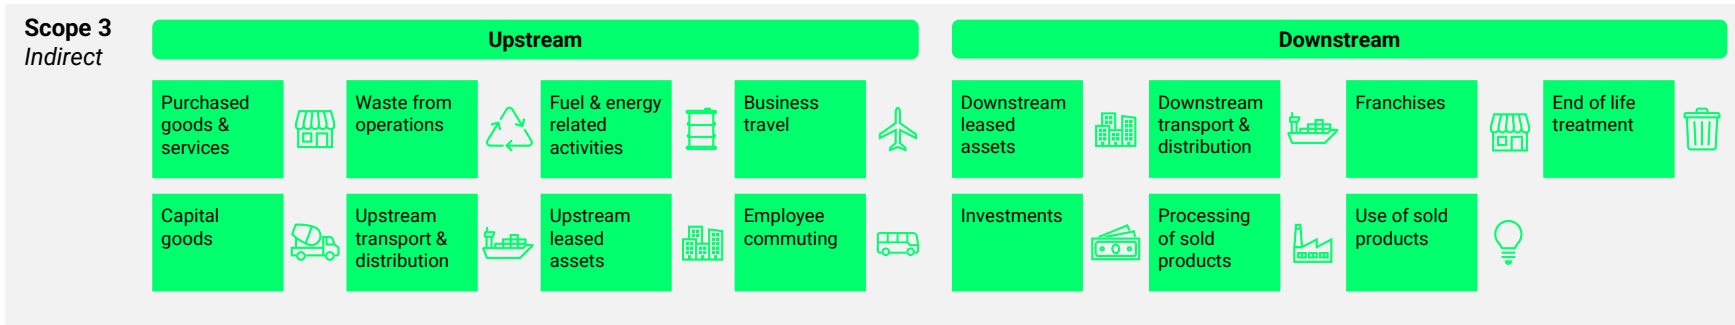 Scope 3
Indirect
Upstream
Downstream
Purchased
goods &
services
Waste from
operations
Fuel & energy
related
activities
Business
travel
Downstream
leased
assets
Downstream
transport &
distribution
Franchises
End of life
treatment
Capital
goods
Upstream
transport &
distribution
Upstream
leased
assets
Employee
commuting
Investments
Processing
of sold
products
Use of sold
products